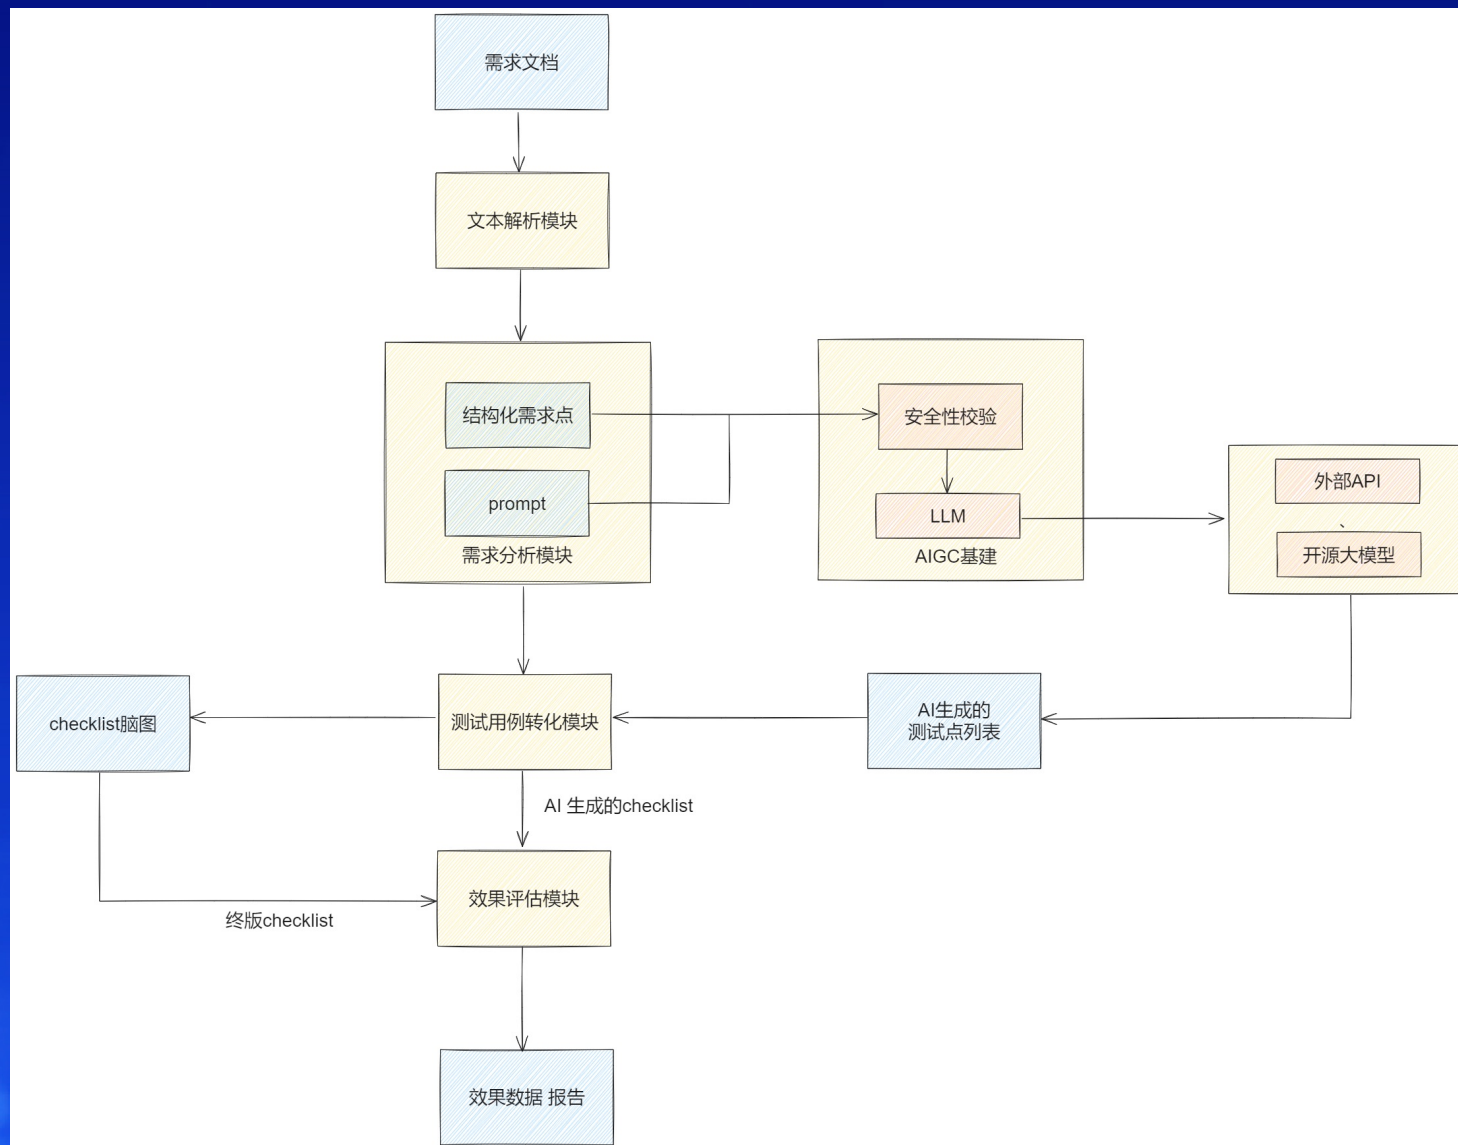 需求文档
文本解析模块
结构化需求点
prompt
需求分析模块
安全性校验
LLM
AIGC基建
外部API
、
开源大模型
checklist脑图
测试用例转化模块
AI生成的
测试点列表
AI 生成的checklist
效果评估模块
终版checklist
效果数据 报告